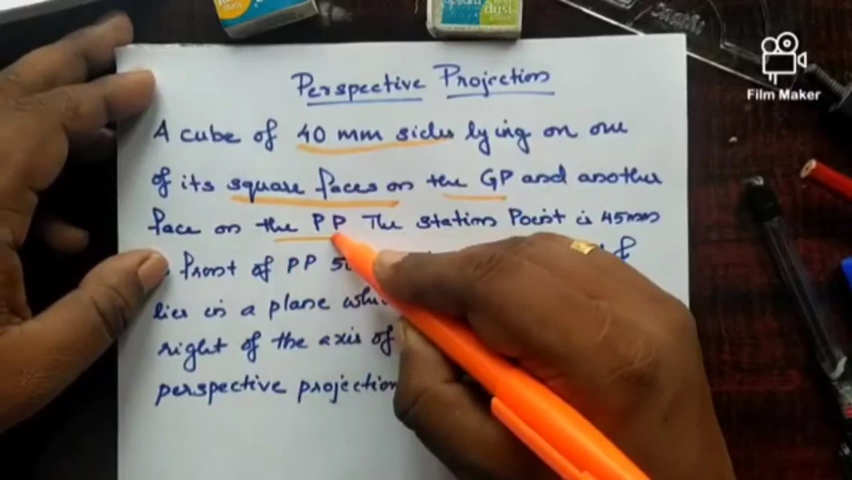 Perspective Projection
A cube of 40 mm sides lying on one
of its square faces on the GP and another
face on the PP The station Point is 45mm
front of PP 50
lies in a plane
right of the axis of
perspective projection
Film Maker